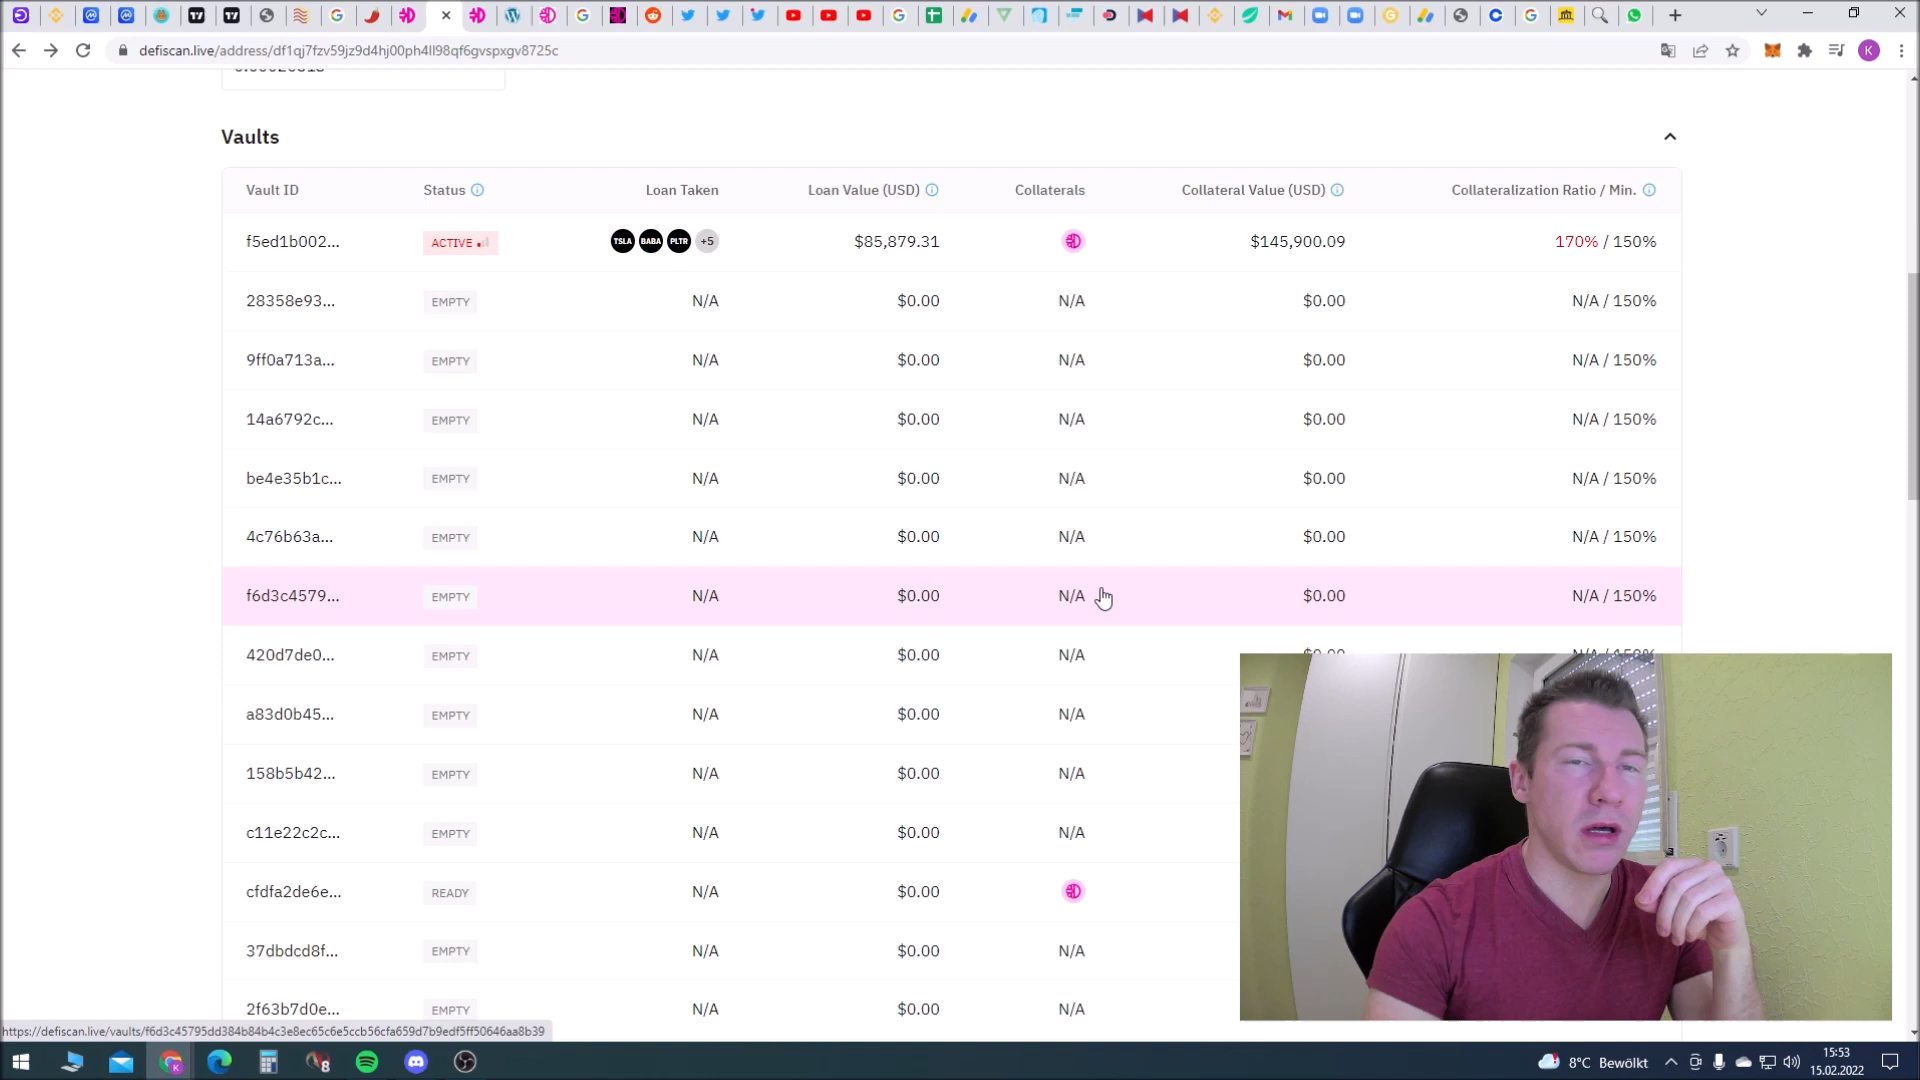 defiscan.live/address/df1qj7fzv59jz9d4hj00ph4ll98qf6gvspxgv8725c
K
Vaults
Vault ID Status Loan Taken Loan Value (USD) Collaterals Collateral Value (USD) Collateralization Ratio / Min.
f5ed1b002... ACTIVE TSLA BABA PLTR +5 $85,879.31 $145,900.09 170% / 150%
28358e93... EMPTY N/A $0.00 N/A $0.00 N/A / 150%
9ff0a713a... EMPTY N/A $0.00 N/A $0.00 N/A / 150%
14a6792c... EMPTY N/A $0.00 N/A $0.00 N/A / 150%
be4e35b1c... EMPTY N/A $0.00 N/A $0.00 N/A / 150%
4c76b63a... EMPTY N/A $0.00 N/A $0.00 N/A / 150%
f6d3c4579... EMPTY N/A $0.00 N/A $0.00 N/A / 150%
420d7de0... EMPTY N/A $0.00 N/A $0.00 N/A / 150%
a83d0b45... EMPTY N/A $0.00 N/A
158b5b42... EMPTY N/A $0.00 N/A
c11e22c2c... EMPTY N/A $0.00 N/A
cfdfa2de6e... READY N/A $0.00
37dbdcd8f... EMPTY N/A $0.00 N/A
2f63b7d0e... EMPTY N/A $0.00 N/A
https://defiscan.live/vaults/f6d3c45795dd384b84b4c3e8ec65c6e5ccb56cfa659d7b9edf5ff50646aa8b39
8°C Bewölkt
15:53
15.02.2022